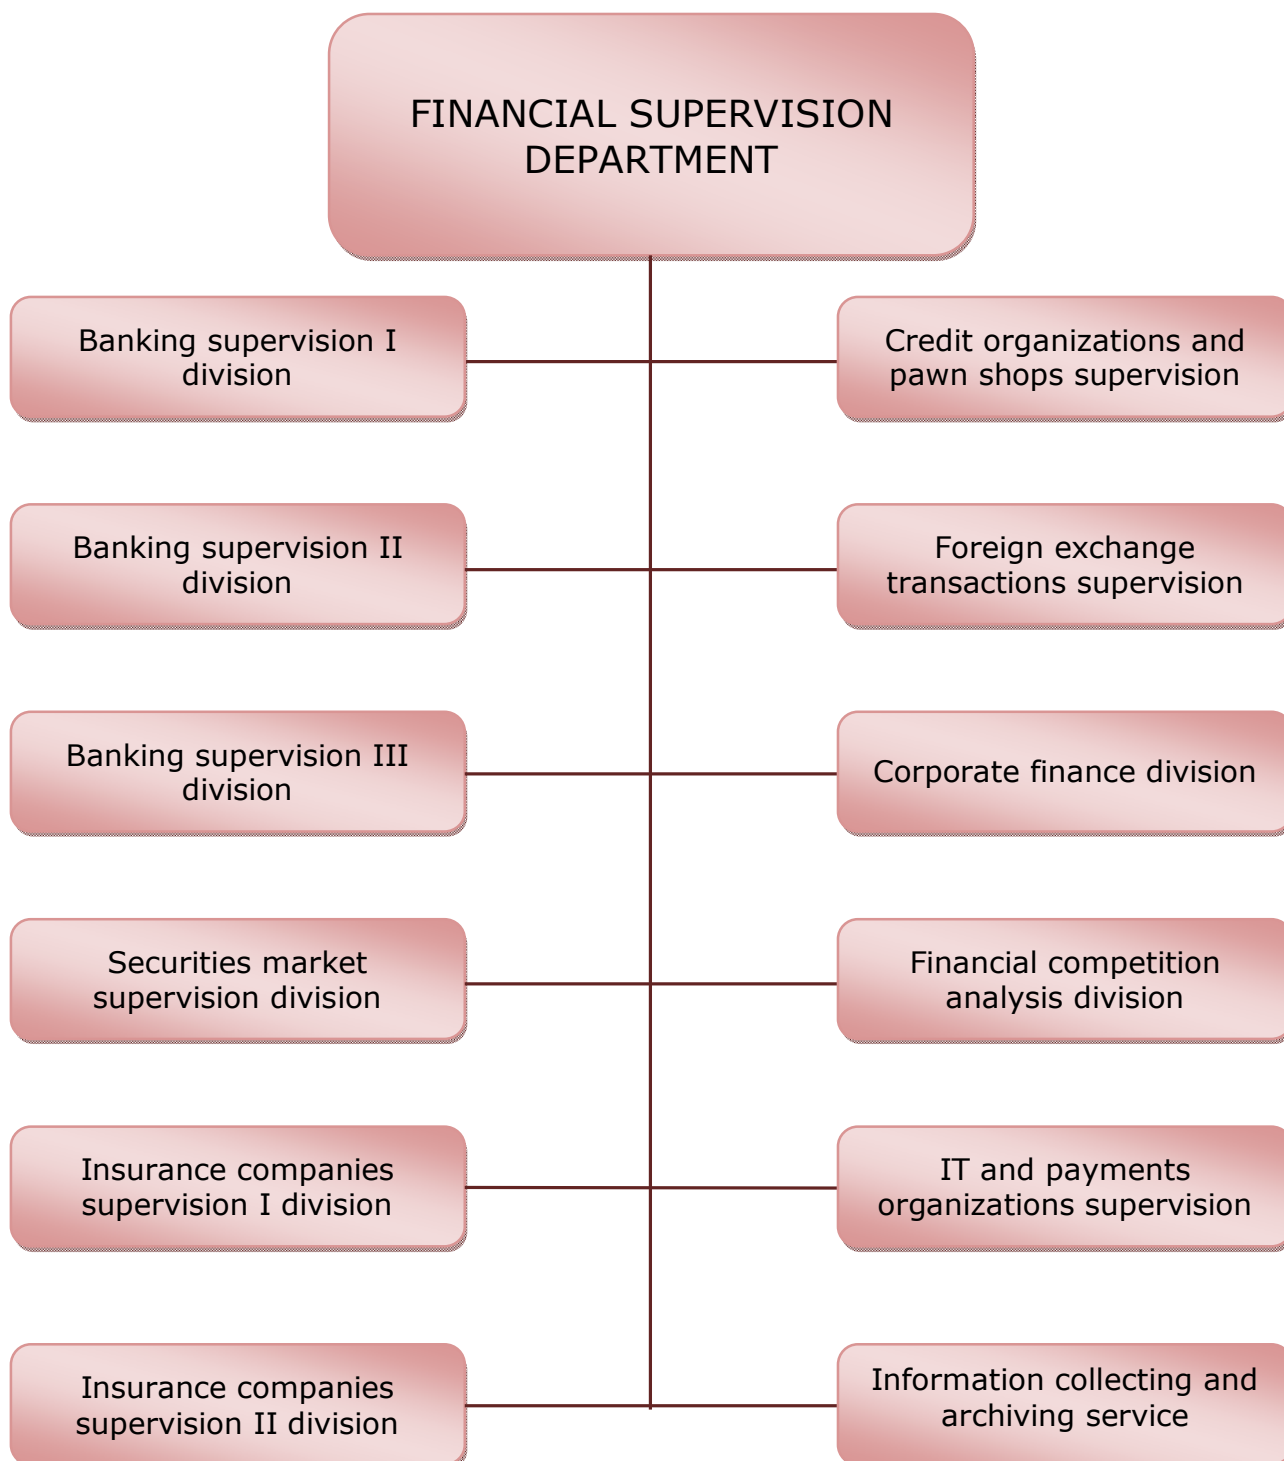 FINANCIAL SUPERVISION
DEPARTMENT
Banking supervision I
division
Credit organizations and
pawn shops supervision
Banking supervision II
division
Foreign exchange
transactions supervision
Banking supervision III
division
Corporate finance division
Securities market
supervision division
Financial competition
analysis division
Insurance companies
supervision I division
IT and payments
organizations supervision
Insurance companies
supervision II division
Information collecting and
archiving service